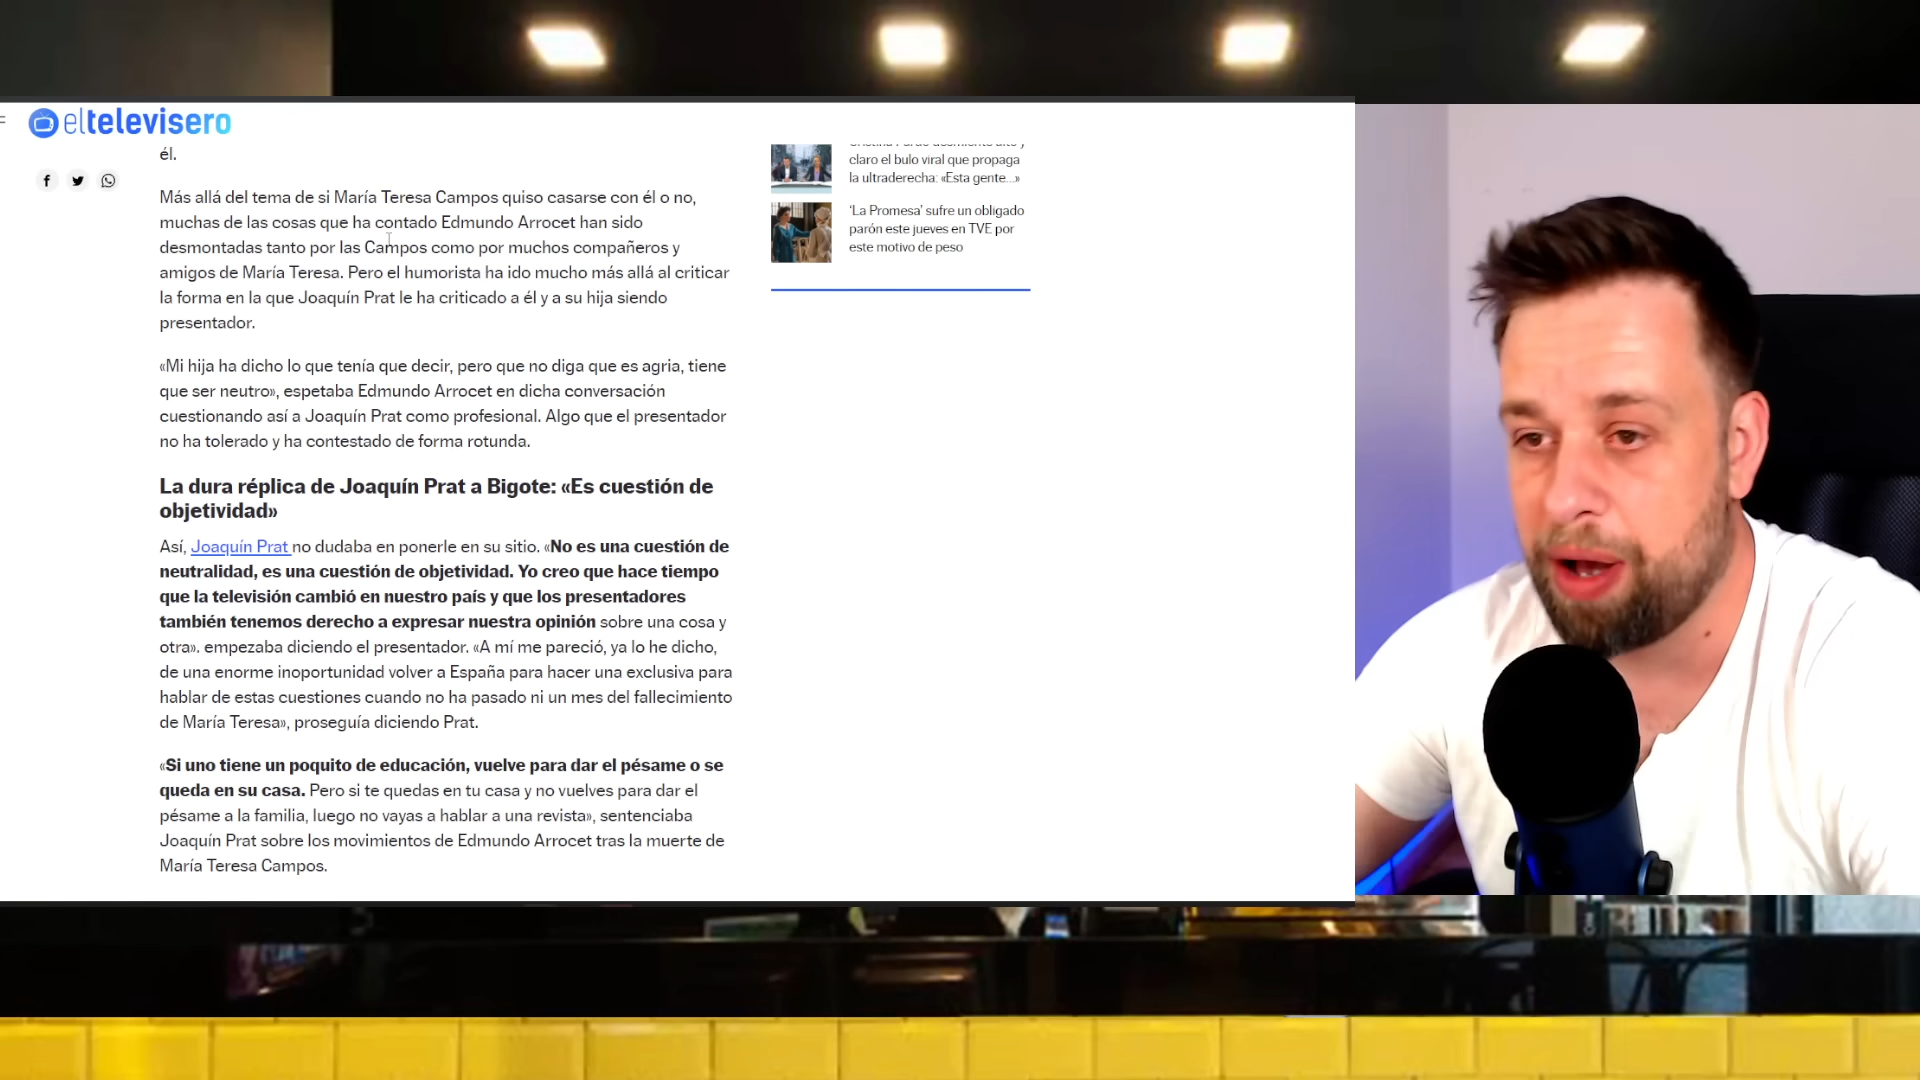 eltelevisero
él.
Más allá del tema de si María Teresa Campos quiso casarse con él o no,
muchas de las cosas que ha contado Edmundo Arrocet han sido
desmontadas tanto por las Campos como por muchos compañeros y
amigos de María Teresa. Pero el humorista ha ido mucho más allá al criticar
la forma en la que Joaquín Prat le ha criticado a él y a su hija siendo
presentador.
«Mi hija ha dicho lo que tenía que decir, pero que no diga que es agria, tiene
que ser neutro», espetaba Edmundo Arrocet en dicha conversación
cuestionando así a Joaquín Prat como profesional. Algo que el presentador
no ha tolerado y ha contestado de forma rotunda.
La dura réplica de Joaquín Prat a Bigote: «Es cuestión de
objetividad»
Así, Joaquín Prat no dudaba en ponerle en su sitio. «No es una cuestión de
neutralidad, es una cuestión de objetividad. Yo creo que hace tiempo
que la televisión cambió en nuestro país y que los presentadores
también tenemos derecho a expresar nuestra opinión sobre una cosa y
otra». empezaba diciendo el presentador. «A mí me pareció, ya lo he dicho,
de una enorme inoportunidad volver a España para hacer una exclusiva para
hablar de estas cuestiones cuando no ha pasado ni un mes del fallecimiento
de María Teresa», proseguía diciendo Prat.
«Si uno tiene un poquito de educación, vuelve para dar el pésame o se
queda en su casa. Pero si te quedas en tu casa y no vuelves para dar el
pésame a la familia, luego no vayas a hablar a una revista», sentenciaba
Joaquín Prat sobre los movimientos de Edmundo Arrocet tras la muerte de
María Teresa Campos.
claro el bulo viral que propaga
la ultraderecha: «Esta gente...»
'La Promesa' sufre un obligado
parón este jueves en TVE por
este motivo de peso